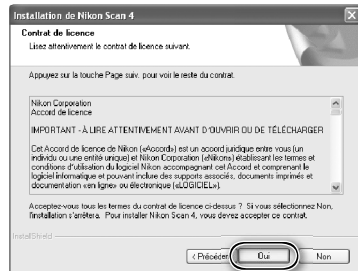 Installation de Nikon Scan 4
Contrat de licence
Lisez attentivement le contrat de licence suivant.
Appuyez sur la touche Page suiv. pour voir le reste du contrat.
Nikon Corporation
Accord de licence
IMPORTANT - À LIRE ATTENTIVEMENT AVANT D'OUVRIR OU DE TÉLÉCHARGER
Cet Accord de licence de Nikon («Accord») est un accord juridique entre vous (un
individu ou une entité unique) et Nikon Corporation («Nikon») établissant les termes et
conditions d'utilisation du logiciel Nikon accompagnant cet Accord et comprenant le
logiciel informatique et pouvant inclure des supports associés, documents imprimés et
documentation «en ligne» ou électronique («LOGICIEL»).
Acceptez-vous tous les termes du contrat de licence ci-dessus ? Si vous sélectionnez Non,
l'installation s'arrêtera. Pour installer Nikon Scan 4, vous devez accepter ce contrat.
InstallShield
< Précéder Oui Non